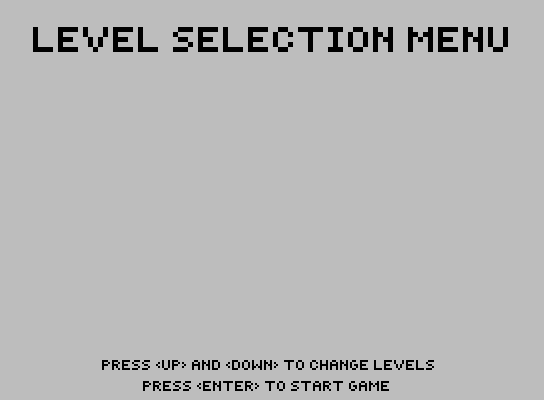 LEVEL SELECTION MENU
PRESS <UP> AND <DOWN> TO CHANGE LEVELS
PRESS <ENTER> TO START GAME